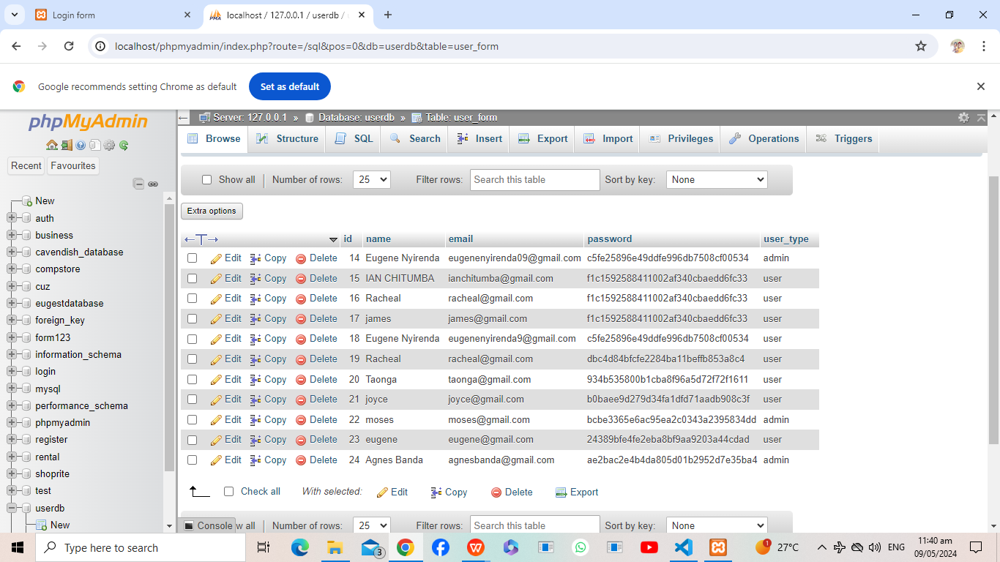 Login form
localhost / 127.0.0.1 / userdb /
localhost/phpmyadmin/index.php?route=/sql&pos=0&db=userdb&table=user_form
Google recommends setting Chrome as default
Set as default
phpMyAdmin
Recent
Favourites
New
auth
business
cavendish_database
compstore
cuz
eugestdatabase
foreign_key
form123
information_schema
login
mysql
performance_schema
phpmyadmin
register
rental
shoprite
test
userdb
New
Server: 127.0.0.1 » Database: userdb » Table: user_form
Browse Structure SQL Search Insert Export Import Privileges Operations Triggers
Show all Number of rows: 25 Filter rows: Search this table Sort by key: None
Extra options
id name email password user_type
Edit Copy Delete 14 Eugene Nyirenda eugenenyirenda09@gmail.com c5fe25896e49ddfe996db7508cf00534 admin
Edit Copy Delete 15 IAN CHITUMBA ianchitumba@gmail.com f1c1592588411002af340cbaedd6fc33 user
Edit Copy Delete 16 Racheal racheal@gmail.com f1c1592588411002af340cbaedd6fc33 user
Edit Copy Delete 17 james james@gmail.com f1c1592588411002af340cbaedd6fc33 user
Edit Copy Delete 18 Eugene Nyirenda eugenenyirenda9@gmail.com c5fe25896e49ddfe996db7508cf00534 user
Edit Copy Delete 19 Racheal racheal@gmail.com dbc4d84bfcfe2284ba11beffb853a8c4 user
Edit Copy Delete 20 Taonga taonga@gmail.com 934b535800b1cba8f96a5d72f72f1611 user
Edit Copy Delete 21 joyce joyce@gmail.com b0baee9d279d34fa1dfd71aadb908c3f user
Edit Copy Delete 22 moses moses@gmail.com bcbe3365e6ac95ea2c0343a2395834dd admin
Edit Copy Delete 23 eugene eugene@gmail.com 24389bfe4fe2eba8bf9aa9203a44cdad user
Edit Copy Delete 24 Agnes Banda agnesbanda@gmail.com ae2bac2e4b4da805d01b2952d7e35ba4 admin
Check all With selected: Edit Copy Delete Export
Console w all Number of rows: 25 Filter rows: Search this table Sort by key: None
Type here to search
3
1
27°C
ENG
11:40 am
09/05/2024